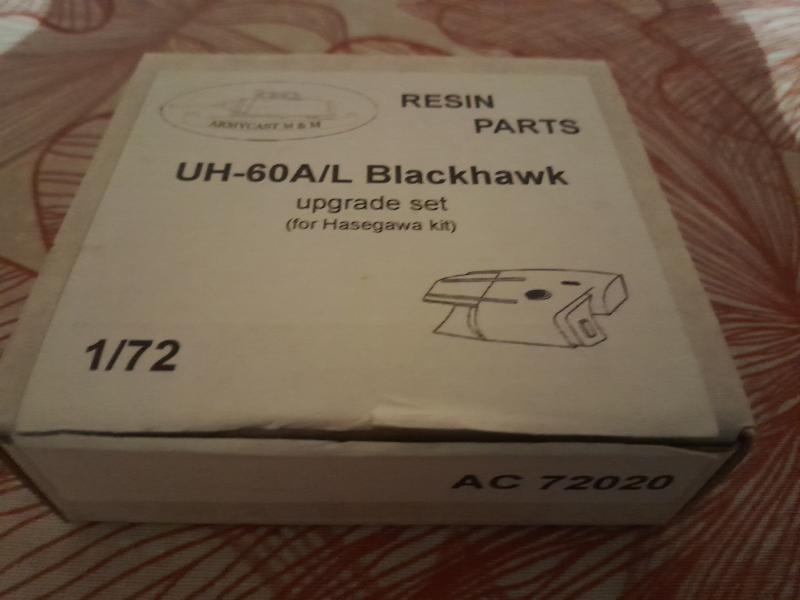 ARMYCAST M & M
RESIN
PARTS
UH-60A/L Blackhawk
upgrade set
(for Hasegawa kit)
1/72
AC 72020